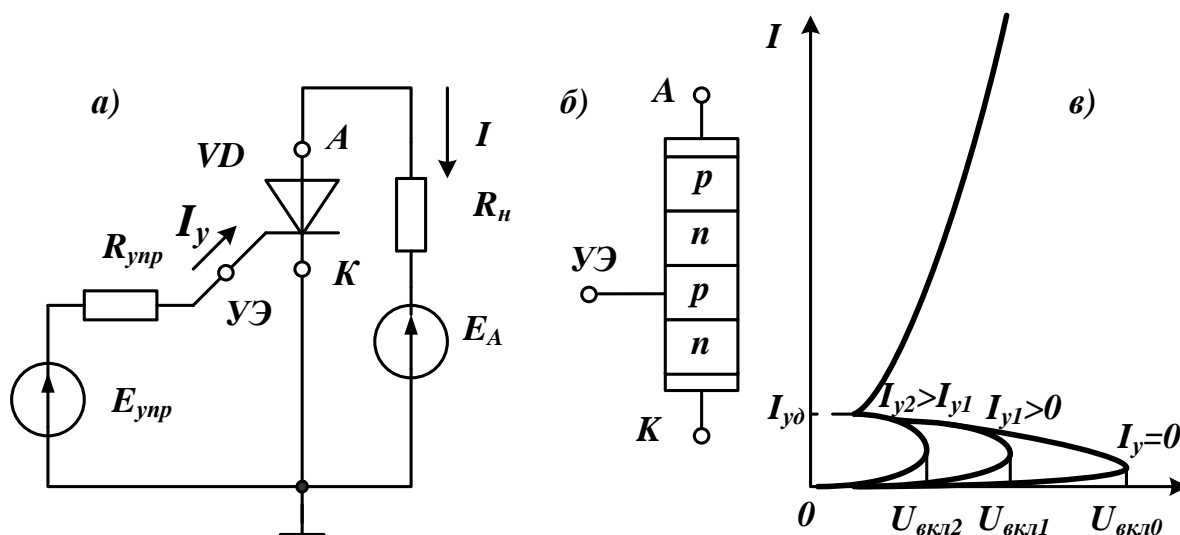 а)
VD
A
I
R_н
I_у
R_упр
УЭ
К
E_A
E_упр
б)
A
p
n
УЭ
p
n
К
в)
I
I_уд
I_у2>I_у1
I_у1>0
I_у=0
0
U_вкл2
U_вкл1
U_вкл0